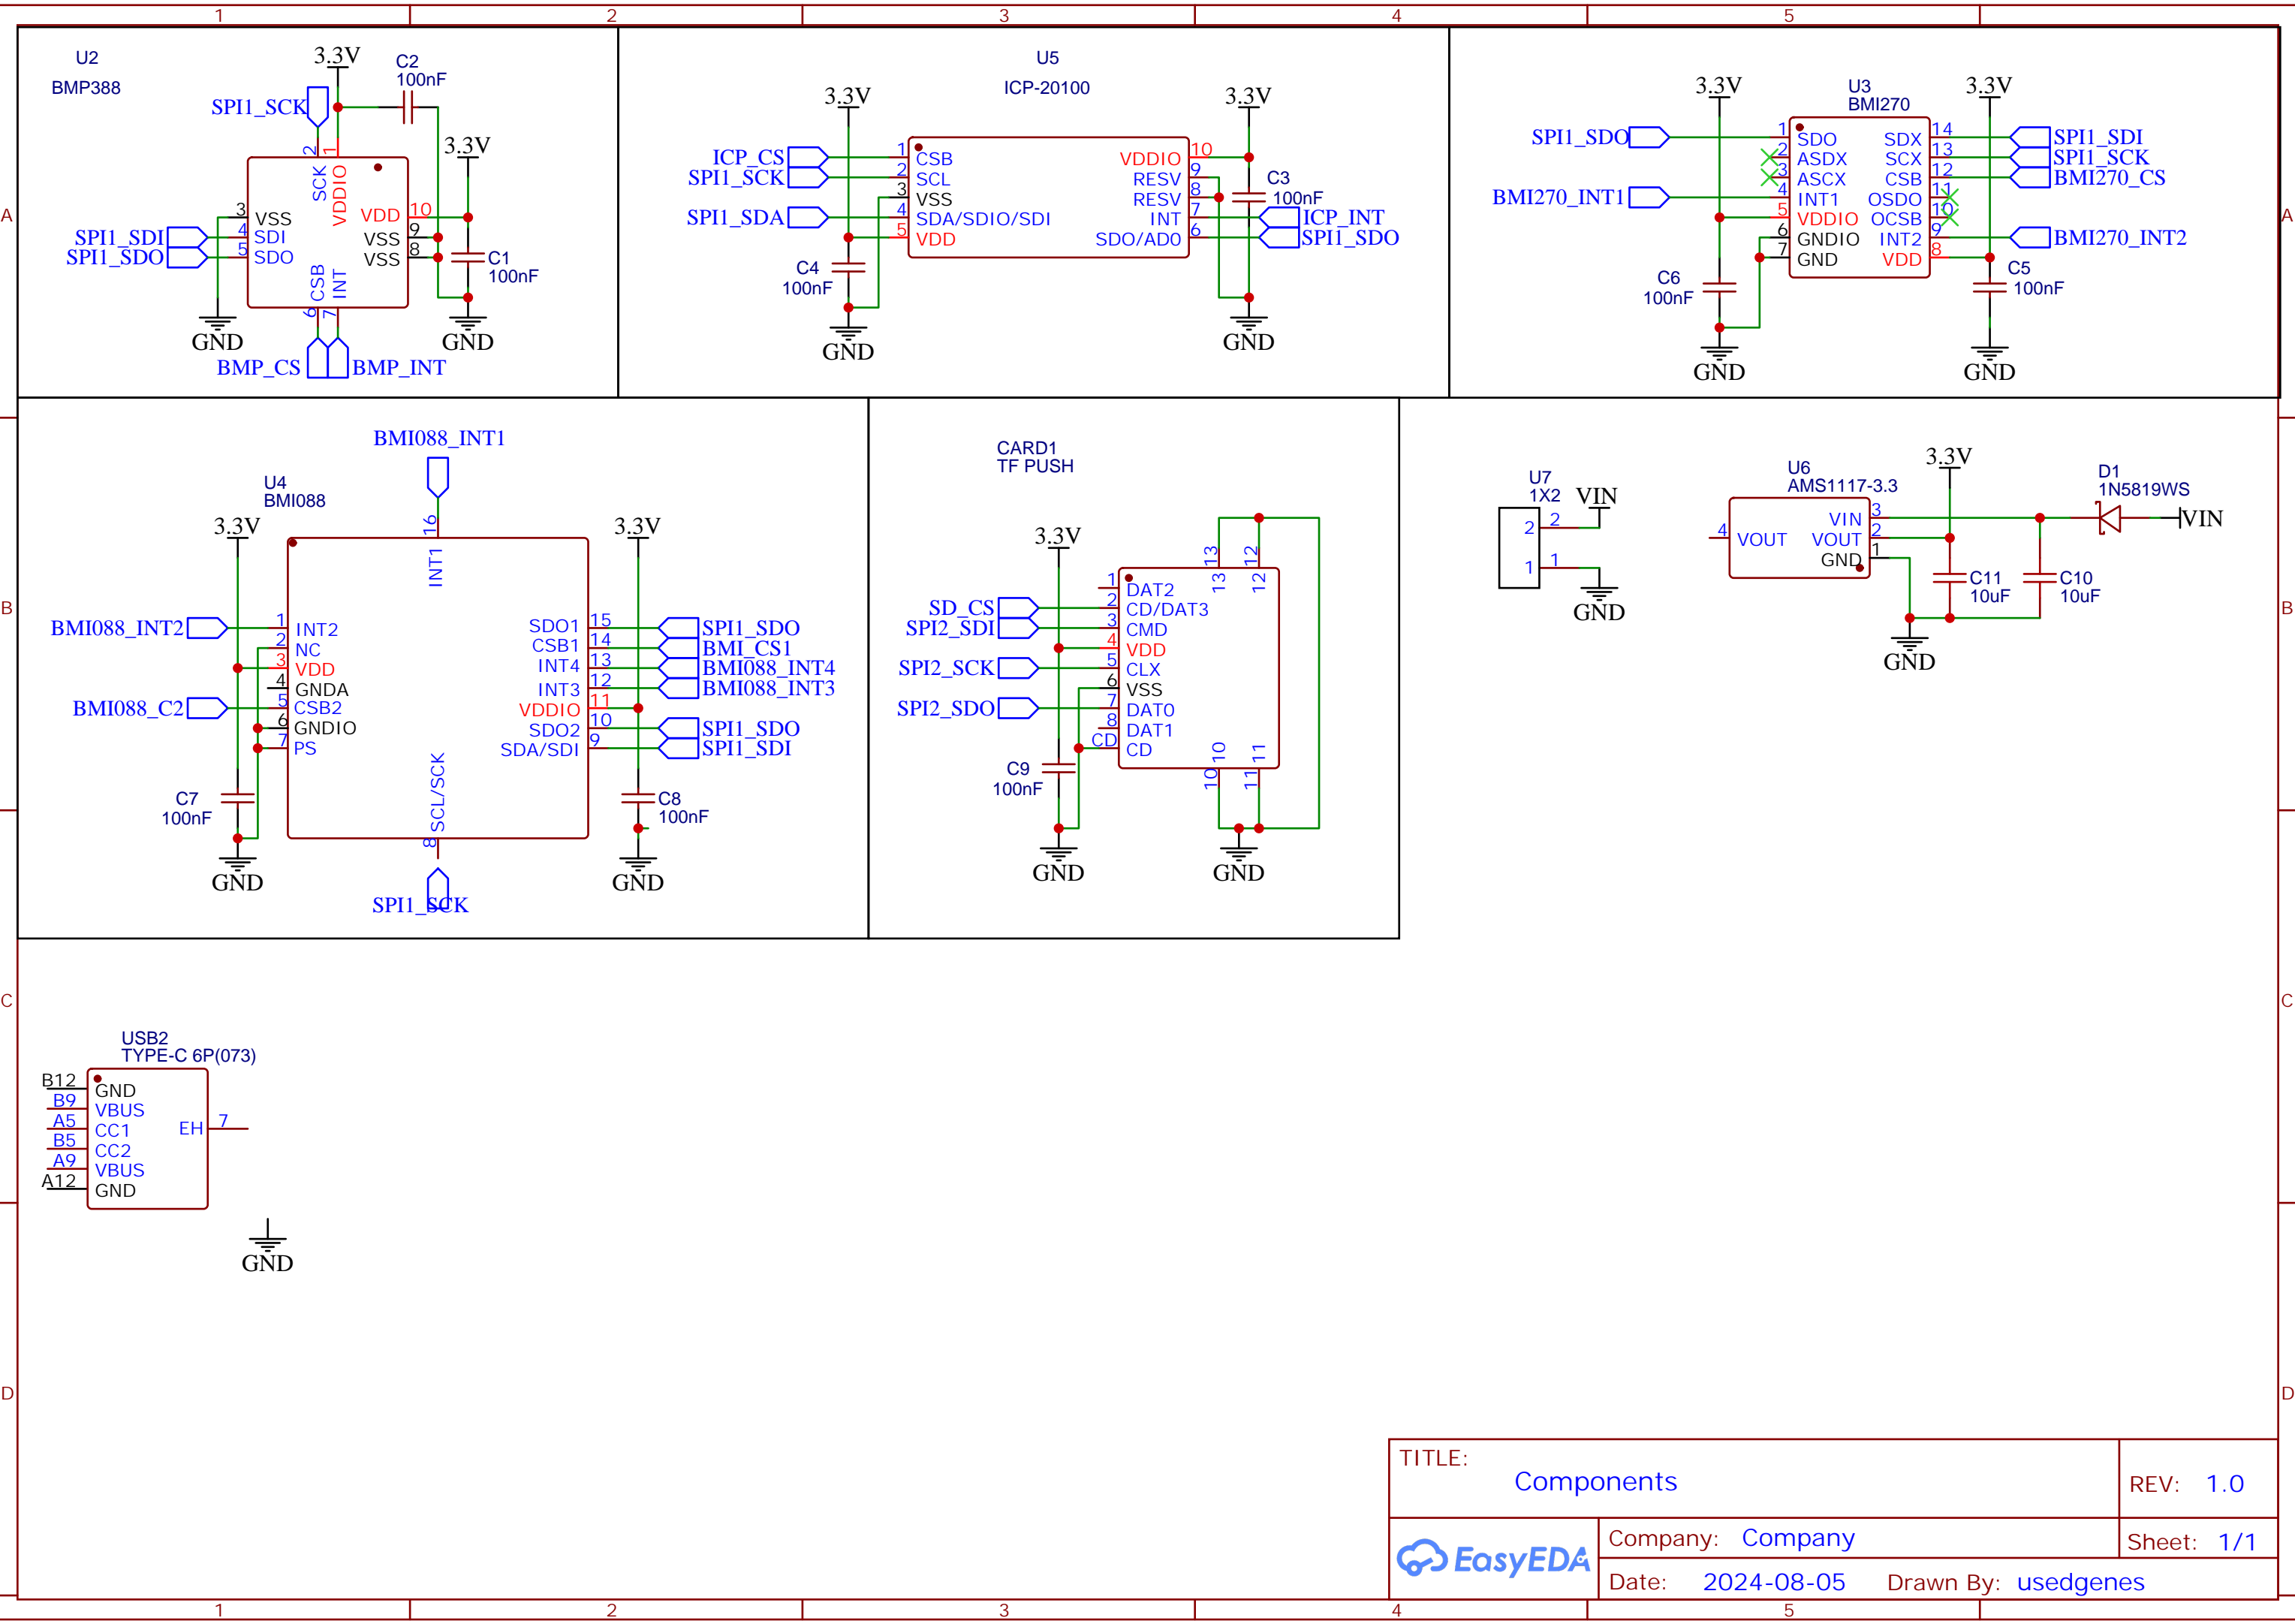 1 2 3 4 5
A
A
B
B
C
C
D
D
1 2 3 4 5
U2
BMP388
3.3V
C2
100nF
SPI1_SCK
3.3V
2
1
SCK
VDDIO
3 VSS
4 SDI
5 SDO
SPI1_SDI
SPI1_SDO
VDD 10
VSS 9
VSS 8
CSB
INT
6
7
C1
100nF
GND
GND
BMP_CS
BMP_INT
U5
ICP-20100
3.3V
3.3V
ICP_CS
SPI1_SCK
SPI1_SDA
1 CSB
2 SCL
3 VSS
4 SDA/SDIO/SDI
5 VDD
VDDIO 10
RESV 9
RESV 8
INT 7
SDO/AD0 6
C3
100nF
ICP_INT
SPI1_SDO
C4
100nF
GND
GND
3.3V
U3
BMI270
3.3V
SPI1_SDO
BMI270_INT1
1 SDO
2 ASDX
3 ASCX
4 INT1
5 VDDIO
6 GNDIO
7 GND
SDX 14
SCX 13
CSB 12
OSDO 11
OCSB 10
INT2 9
VDD 8
SPI1_SDI
SPI1_SCK
BMI270_CS
BMI270_INT2
C6
100nF
C5
100nF
GND
GND
BMI088_INT1
U4
BMI088
3.3V
3.3V
16
INT1
BMI088_INT2
BMI088_C2
1 INT2
2 NC
3 VDD
4 GNDA
5 CSB2
6 GNDIO
7 PS
SDO1 15
CSB1 14
INT4 13
INT3 12
VDDIO 11
SDO2 10
SDA/SDI 9
SPI1_SDO
BMI_CS1
BMI088_INT4
BMI088_INT3
SPI1_SDO
SPI1_SDI
SCL/SCK
8
C7
100nF
C8
100nF
GND
GND
SPI1_SCK
CARD1
TF PUSH
3.3V
13
12
13
12
SD_CS
SPI2_SDI
SPI2_SCK
SPI2_SDO
1 DAT2
2 CD/DAT3
3 CMD
4 VDD
5 CLX
6 VSS
7 DAT0
8 DAT1
CD CD
10
11
10
11
C9
100nF
GND
GND
U7
1X2
VIN
2 2
1 1
GND
U6
AMS1117-3.3
3.3V
D1
1N5819WS
4 VOUT
VIN 3
VOUT 2
GND 1
VIN
C11
10uF
C10
10uF
GND
USB2
TYPE-C 6P(073)
B12 GND
B9 VBUS
A5 CC1
B5 CC2
A9 VBUS
A12 GND
EH 7
GND
TITLE:
Components
REV: 1.0
EasyEDA
Company: Company
Sheet: 1/1
Date: 2024-08-05
Drawn By: usedgenes